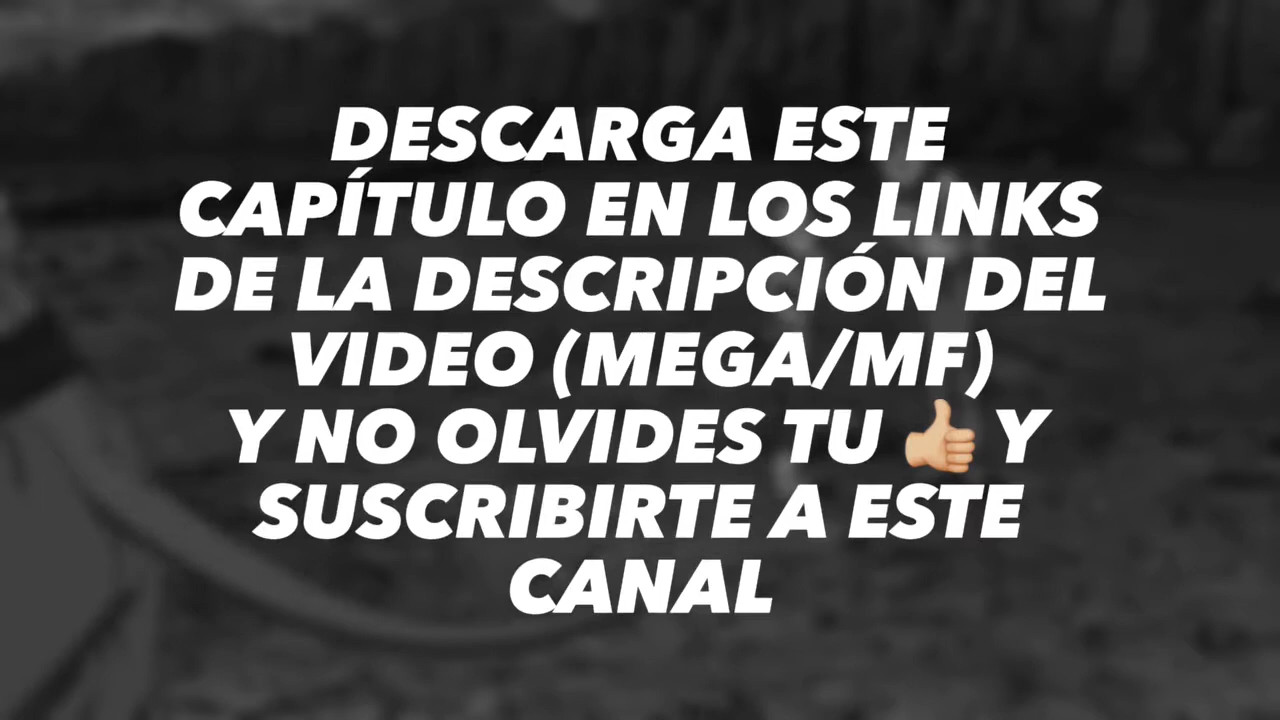 DESCARGA ESTE
CAPÍTULO EN LOS LINKS
DE LA DESCRIPCIÓN DEL
VIDEO (MEGA/MF)
Y NO OLVIDES TU 👍🏼 Y
SUSCRIBIRTE A ESTE
CANAL